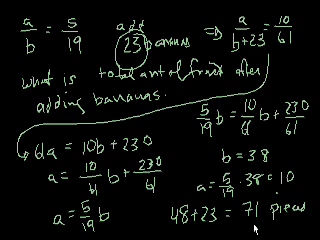 a/b = 5/19   add 23 bananas ⇒ a/(b+23) = 10/61
what is total amt of fruit after
adding bananas.
61a = 10b + 230
a = 10/61 b + 230/61
a = 5/19 b
5/19 b = 10/61 b + 230/61
b = 38
a = 5/19 · 38 = 10
48 + 23 = 71 pieces